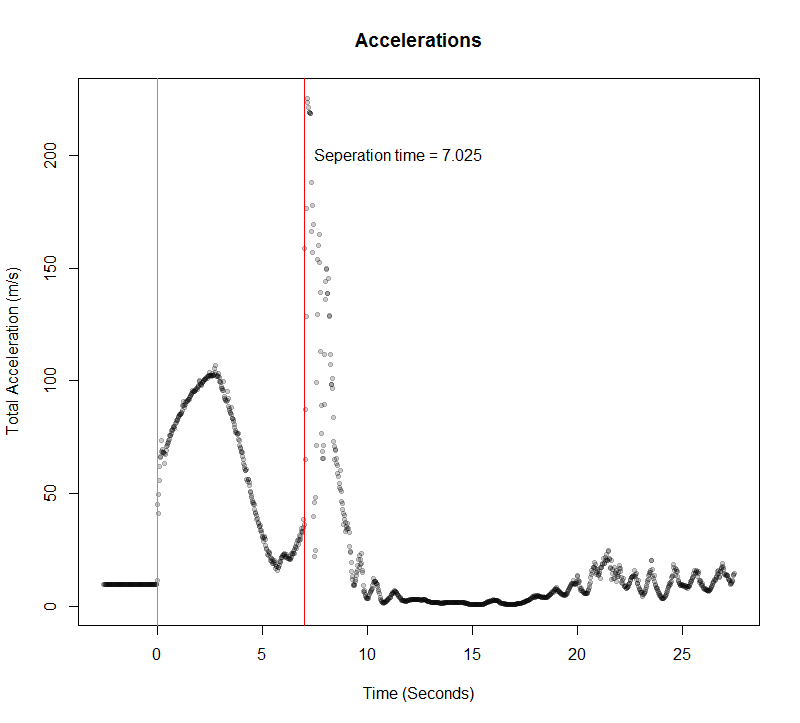 Accelerations
Seperation time = 7.025
Total Acceleration (m/s)
0
50
100
150
200
0 5 10 15 20 25
Time (Seconds)